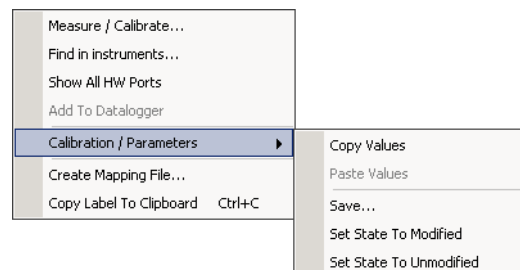 Measure / Calibrate...
Find in instruments...
Show All HW Ports
Add To Datalogger
Calibration / Parameters
Create Mapping File...
Copy Label To Clipboard Ctrl+C
Copy Values
Paste Values
Save...
Set State To Modified
Set State To Unmodified